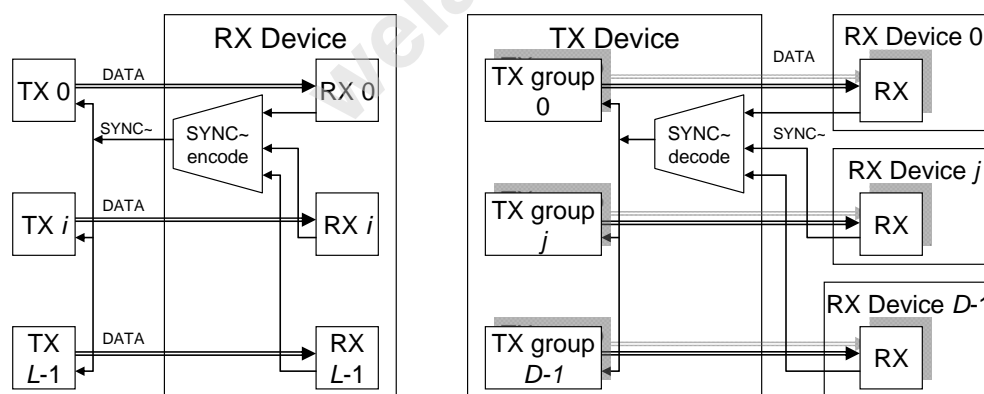 RX Device
TX 0
DATA
RX 0
SYNC~
SYNC~
encode
TX i
DATA
RX i
TX
L-1
DATA
RX
L-1
TX Device
TX group
0
DATA
RX Device 0
RX
SYNC~
decode
SYNC~
TX group
j
RX Device j
RX
TX group
D-1
RX Device D-1
RX